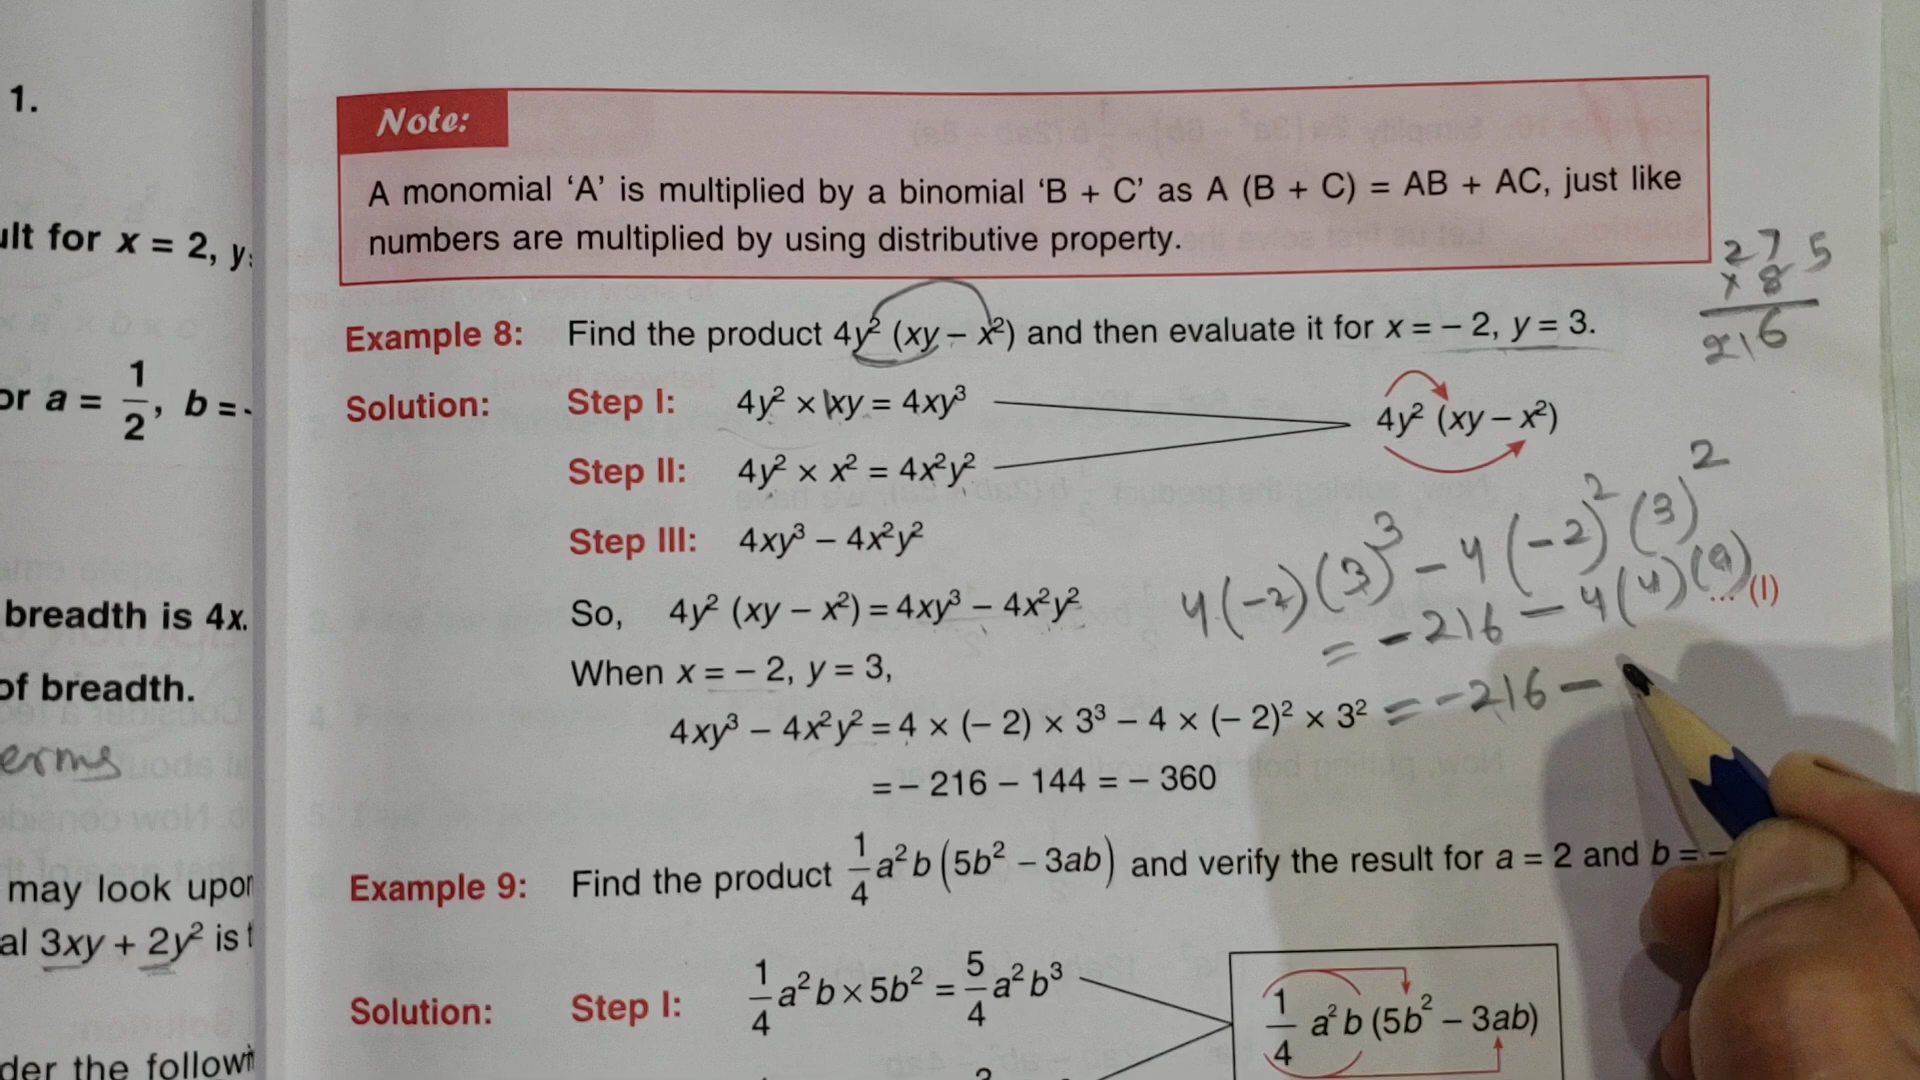 1.
ult for x = 2, y
or a = 1/2, b = -
breadth is 4x.
of breadth.
erms
may look upon
al 3xy + 2y² is
der the followi
Note:
A monomial ‘A’ is multiplied by a binomial ‘B + C’ as A (B + C) = AB + AC, just like
numbers are multiplied by using distributive property.
27 5
× 8
216
Example 8: Find the product 4y² (xy – x²) and then evaluate it for x = – 2, y = 3.
Solution: Step I: 4y² × xy = 4xy³
4y² (xy – x²)
Step II: 4y² × x² = 4x²y²
Step III: 4xy³ – 4x²y²
4(-2)(3)³ - 4(-2)²(3)²
= -216 - 4(4)(9)
So, 4y² (xy – x²) = 4xy³ – 4x²y² ... (I)
When x = – 2, y = 3,
4xy³ – 4x²y² = 4 × (– 2) × 3³ – 4 × (– 2)² × 3² = -216 -
= – 216 – 144 = – 360
Example 9: Find the product 1/4 a²b (5b² – 3ab) and verify the result for a = 2 and b = –
Solution: Step I: 1/4 a²b × 5b² = 5/4 a²b³
1/4 a²b (5b² – 3ab)